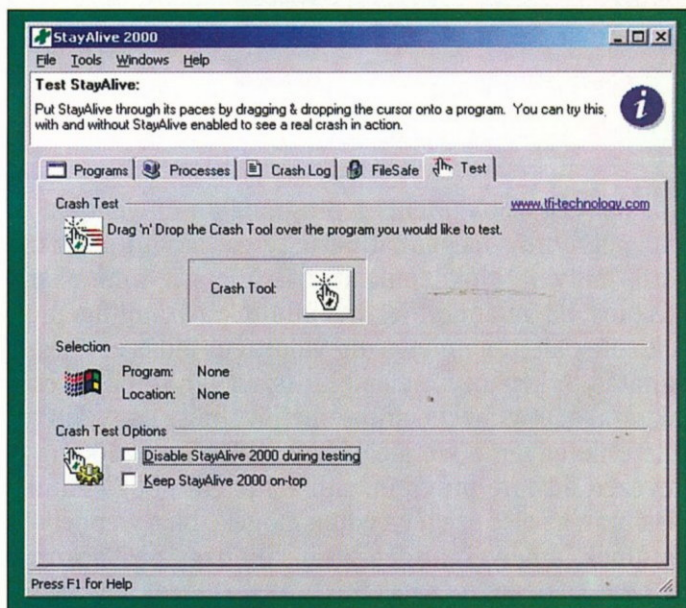 StayAlive 2000
File Tools Windows Help
Test StayAlive:
Put StayAlive through its paces by dragging & dropping the cursor onto a program. You can try this
with and without StayAlive enabled to see a real crash in action.
Programs Processes Crash Log FileSafe Test
Crash Test www.tfi-technology.com
Drag 'n' Drop the Crash Tool over the program you would like to test.
Crash Tool:
Selection
Program: None
Location: None
Crash Test Options
Disable StayAlive 2000 during testing
Keep StayAlive 2000 on-top
Press F1 for Help